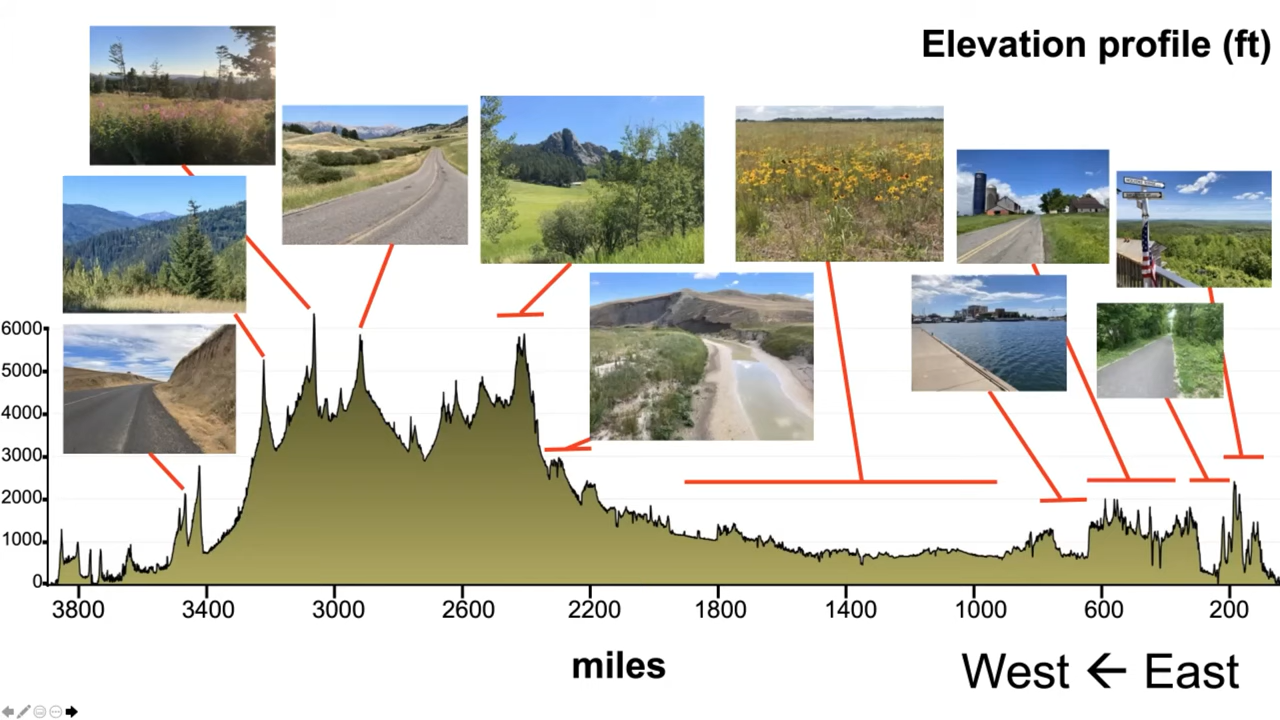 Elevation profile (ft)
6000
5000
4000
3000
2000
1000
0
3800 3400 3000 2600 2200 1800 1400 1000 600 200
miles
West ← East